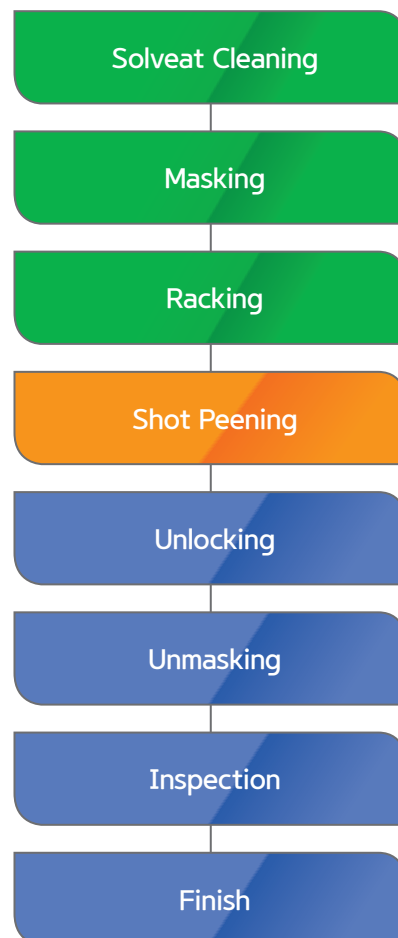 Solveat Cleaning
Masking
Racking
Shot Peening
Unlocking
Unmasking
Inspection
Finish